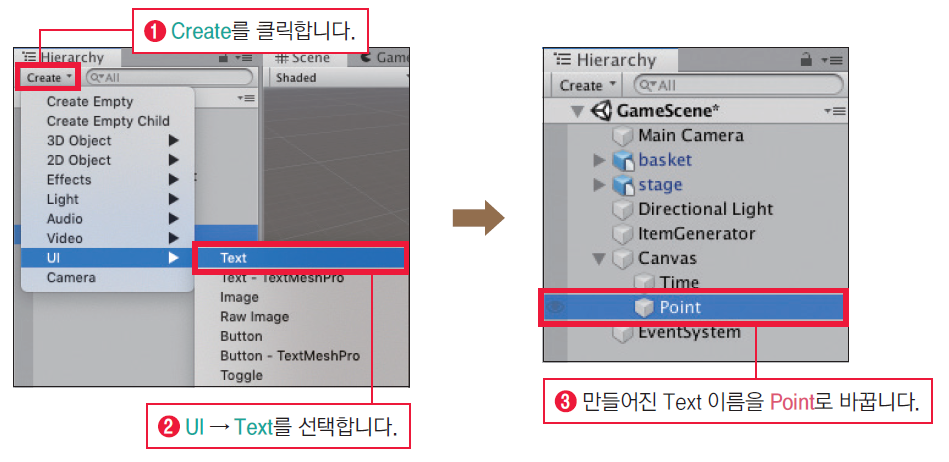 ❶ Create를 클릭합니다.
Hierarchy
Create
All
Create Empty
Create Empty Child
3D Object
2D Object
Effects
Light
Audio
Video
UI
Camera
Scene
Game
Shaded
Text
Text - TextMeshPro
Image
Raw Image
Button
Button - TextMeshPro
Toggle
❷ UI → Text를 선택합니다.
Hierarchy
Create
All
GameScene*
Main Camera
basket
stage
Directional Light
ItemGenerator
Canvas
Time
Point
EventSystem
❸ 만들어진 Text 이름을 Point로 바꿉니다.